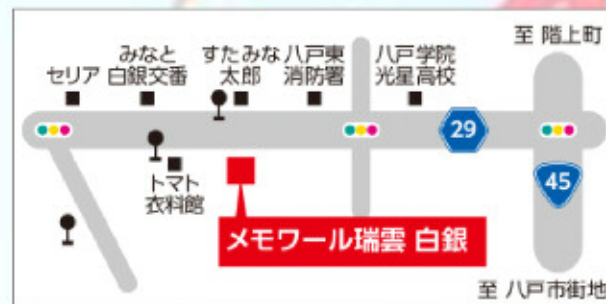 至 階上町
みなと
白銀交番
すたみな
太郎
八戸東
消防署
八戸学院
光星高校
セリア
29
45
トマト
衣料館
メモワール瑞雲 白銀
至 八戸市街地